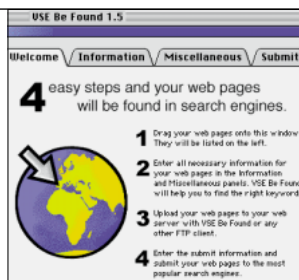 VSE Be Found 1.5
Welcome Information Miscellaneous Submit
4 easy steps and your web pages
will be found in search engines.
1 Drag your web pages onto this window
They will be listed on the left.
2 Enter all necessary information for
your web pages in the Information
and Miscellaneous panels. VSE Be Found
will help you to find the right keyword
3 Upload your web pages to your web
server with VSE Be Found or any
other FTP client.
4 Enter the submit information and
submit your web pages to the most
popular search engines.